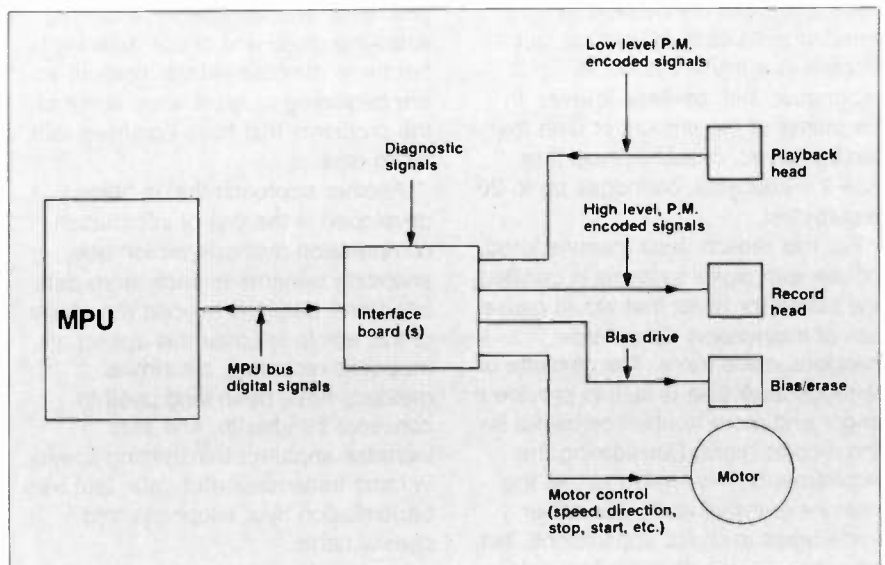 Low level P.M.
encoded signals
Diagnostic
signals
Playback
head
High level, P.M.
encoded signals
MPU
Interface
board (s)
Record
head
Bias drive
MPU bus
digital signals
Bias/erase
Motor
Motor control
(speed, direction,
stop, start, etc.)